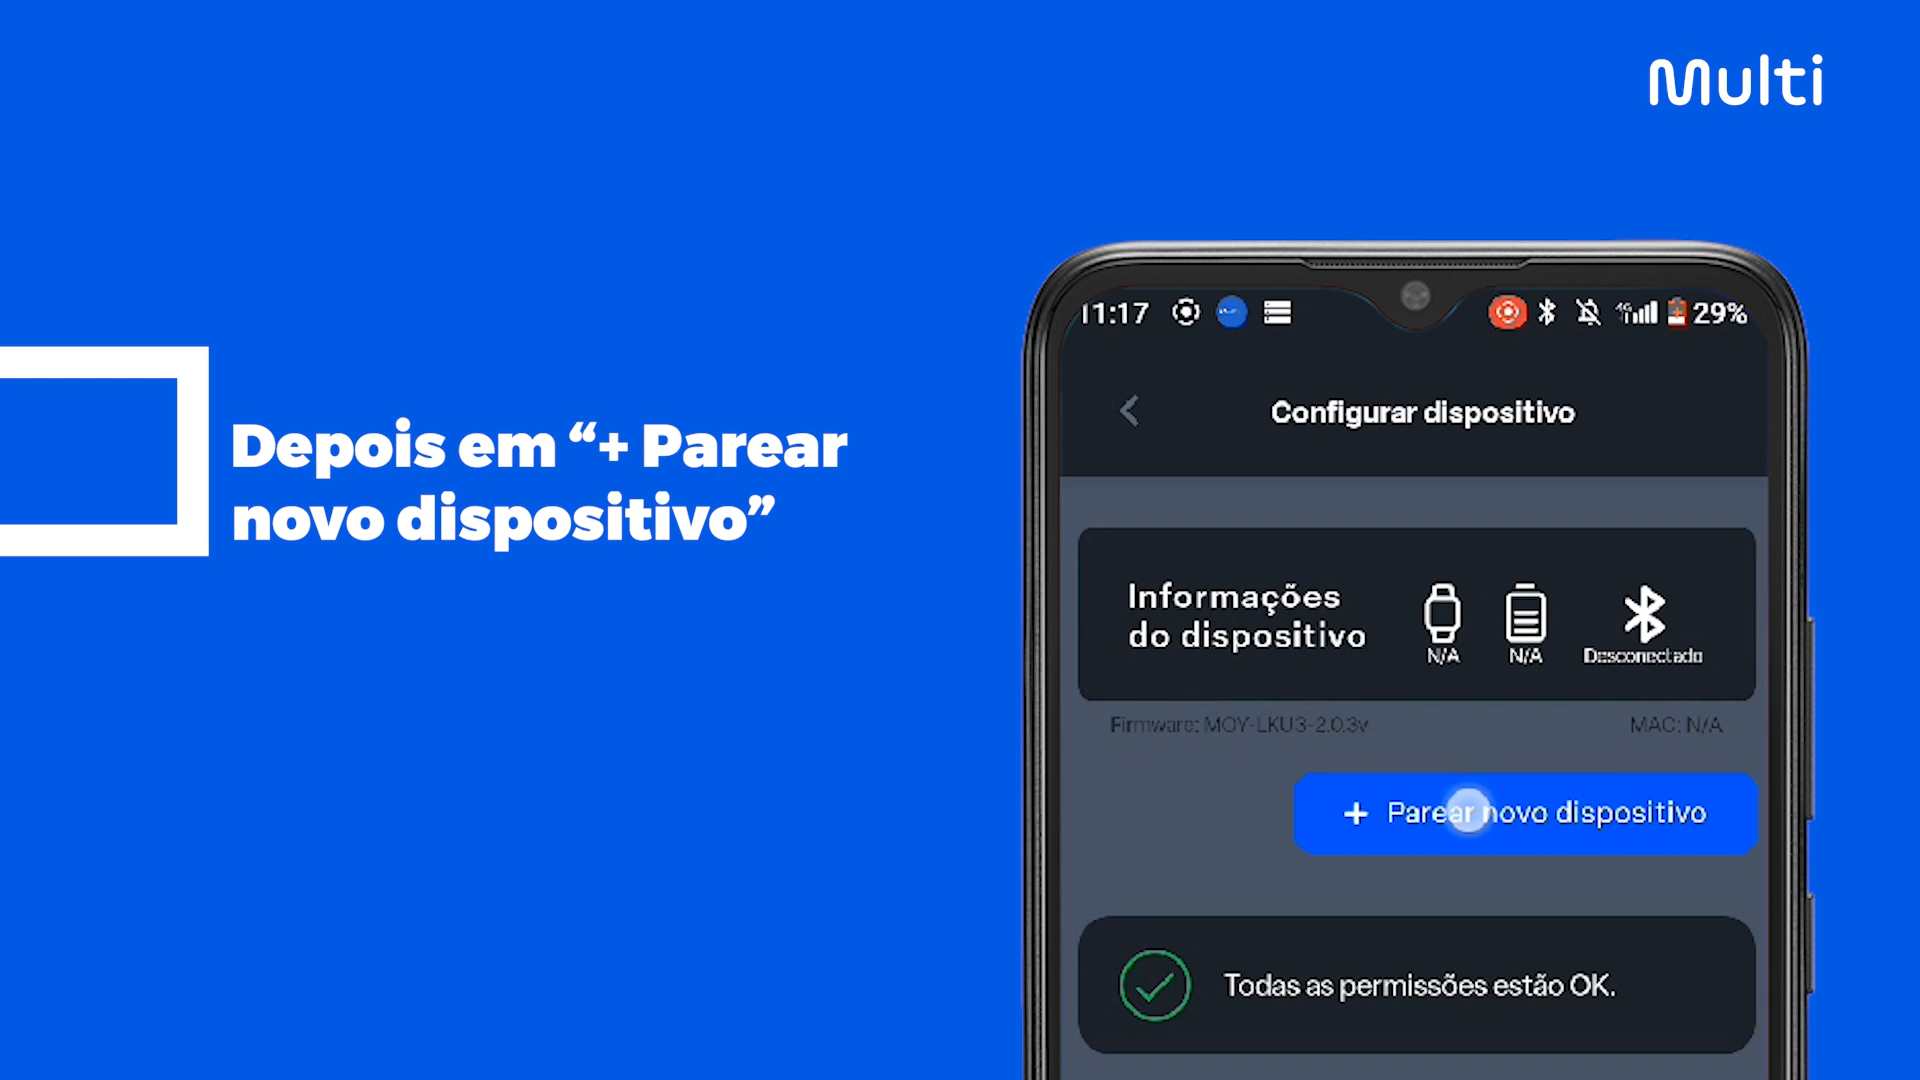 Multi
Depois em “+ Parear
novo dispositivo”
11:17
4G
29%
Configurar dispositivo
Informações
do dispositivo
N/A
N/A
Desconectado
Firmware: MOY-LKU3-2.0.3v
MAC: N/A
+ Parear novo dispositivo
Todas as permissões estão OK.